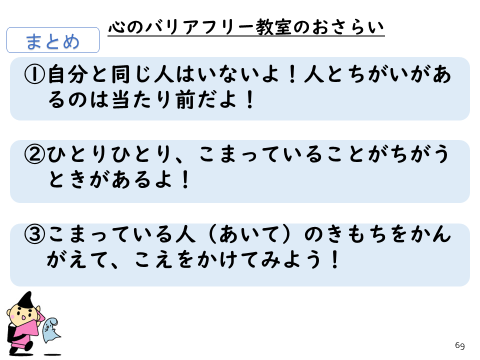 心のバリアフリー教室のおさらい
まとめ
①自分と同じ人はいないよ！人とちがいがあ
るのは当たり前だよ！
②ひとりひとり、こまっていることがちがう
ときがあるよ！
③こまっている人（あいて）のきもちをかん
がえて、こえをかけてみよう！
69